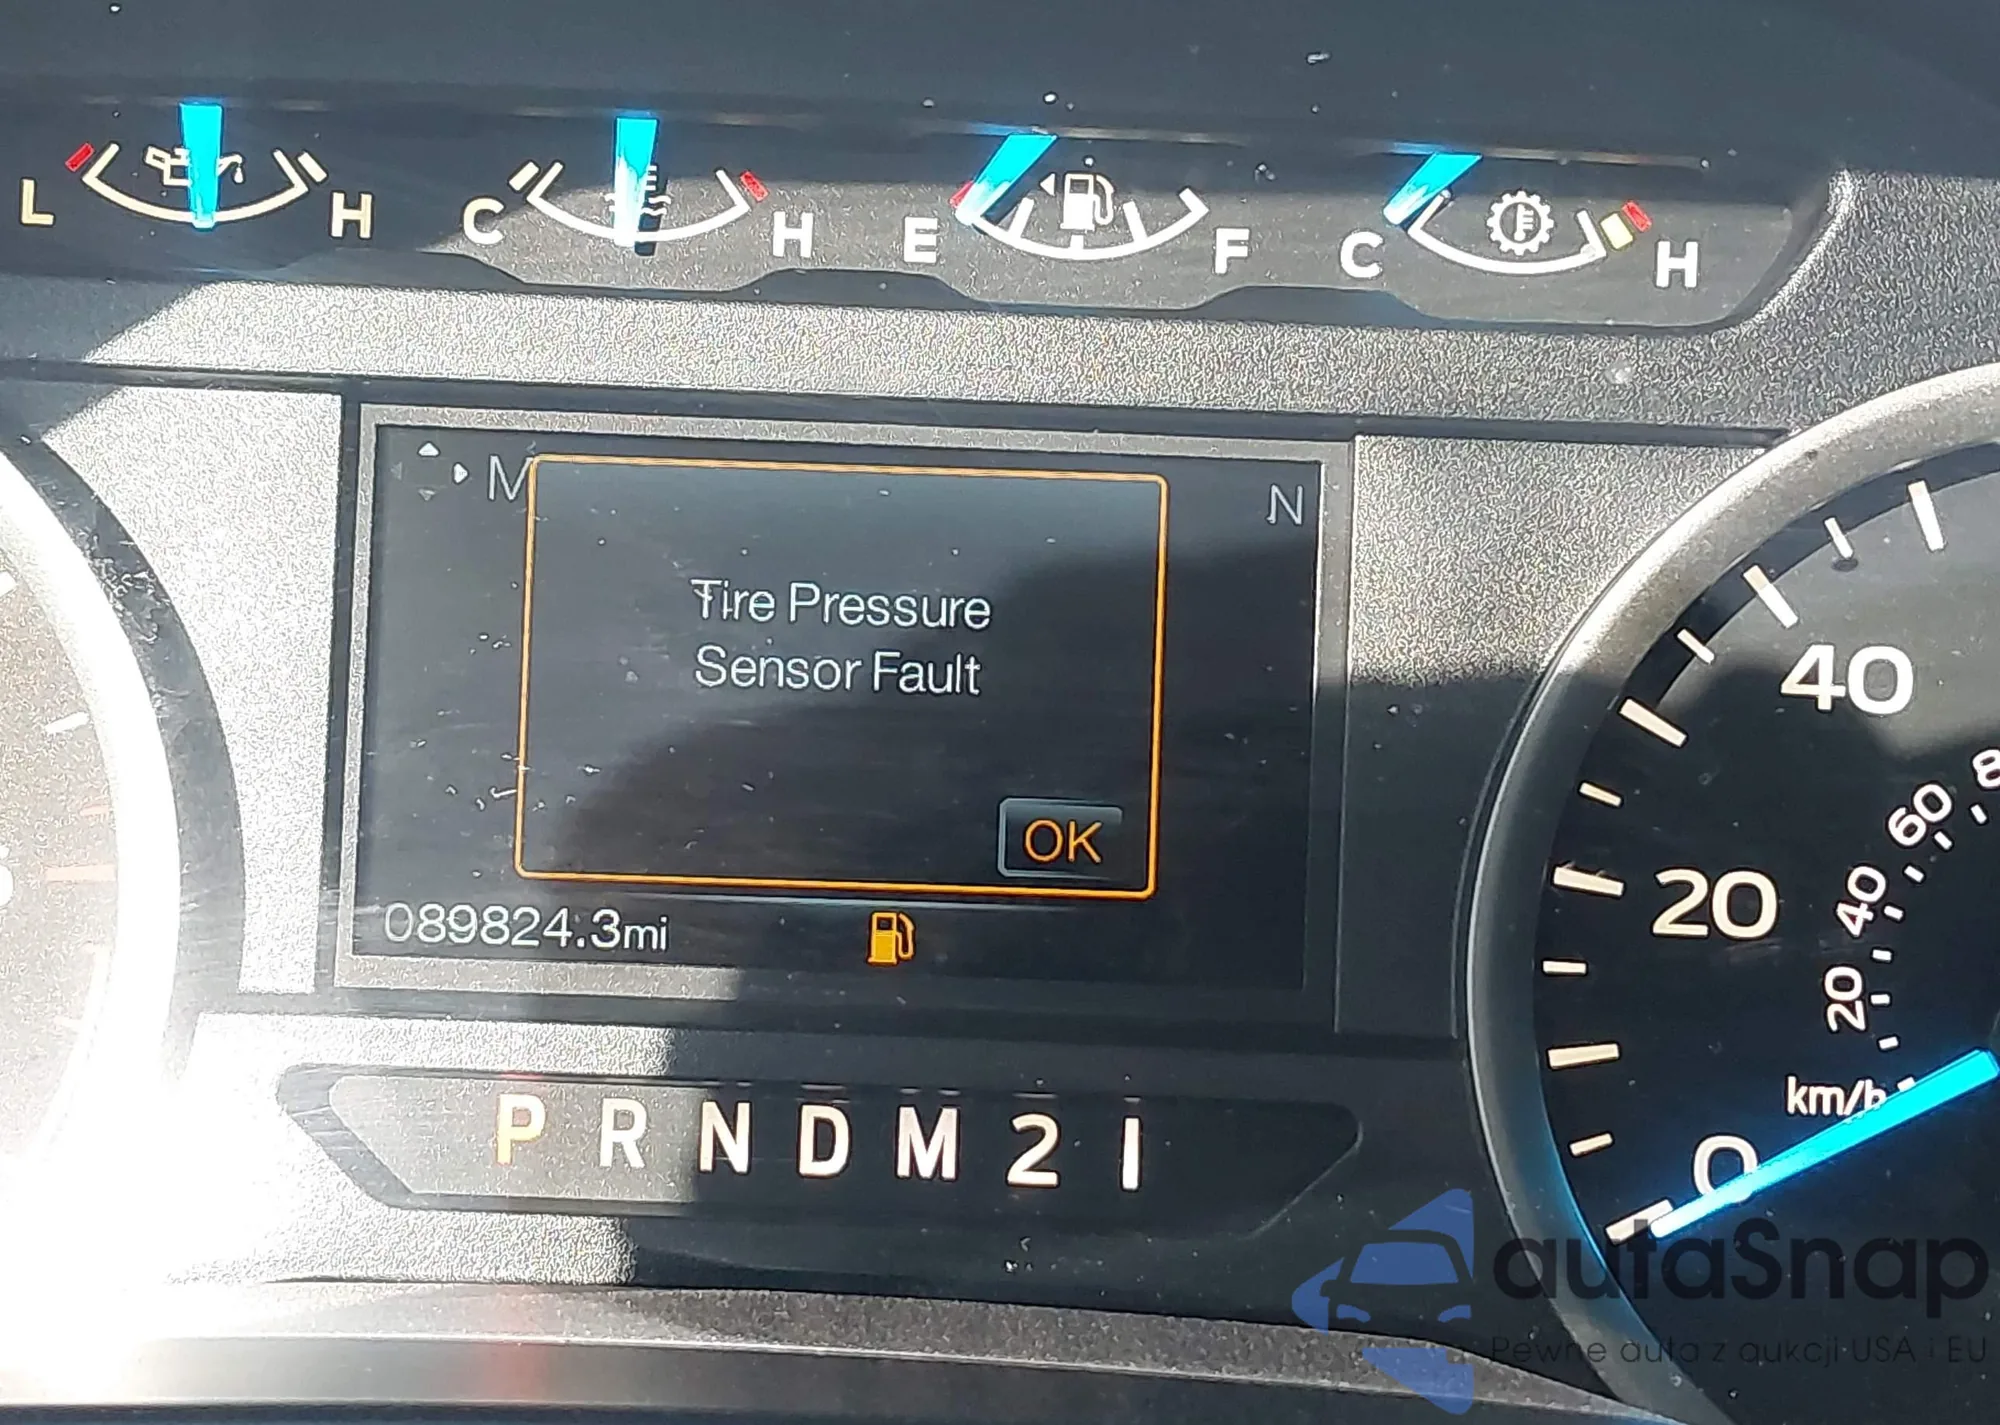 L H C H E F C H
M N
Tire Pressure
Sensor Fault
OK
089824.3mi
P R N D M 2 1
40
20
0
80
60
40
20
km/h
autaSnap
Pewne auta z aukcji USA i EU